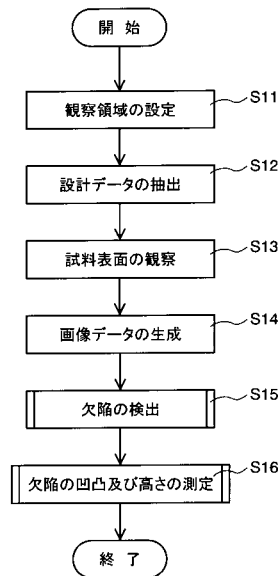 開始
S11
観察領域の設定
S12
設計データの抽出
S13
試料表面の観察
S14
画像データの生成
S15
欠陥の検出
S16
欠陥の凹凸及び高さの測定
終了